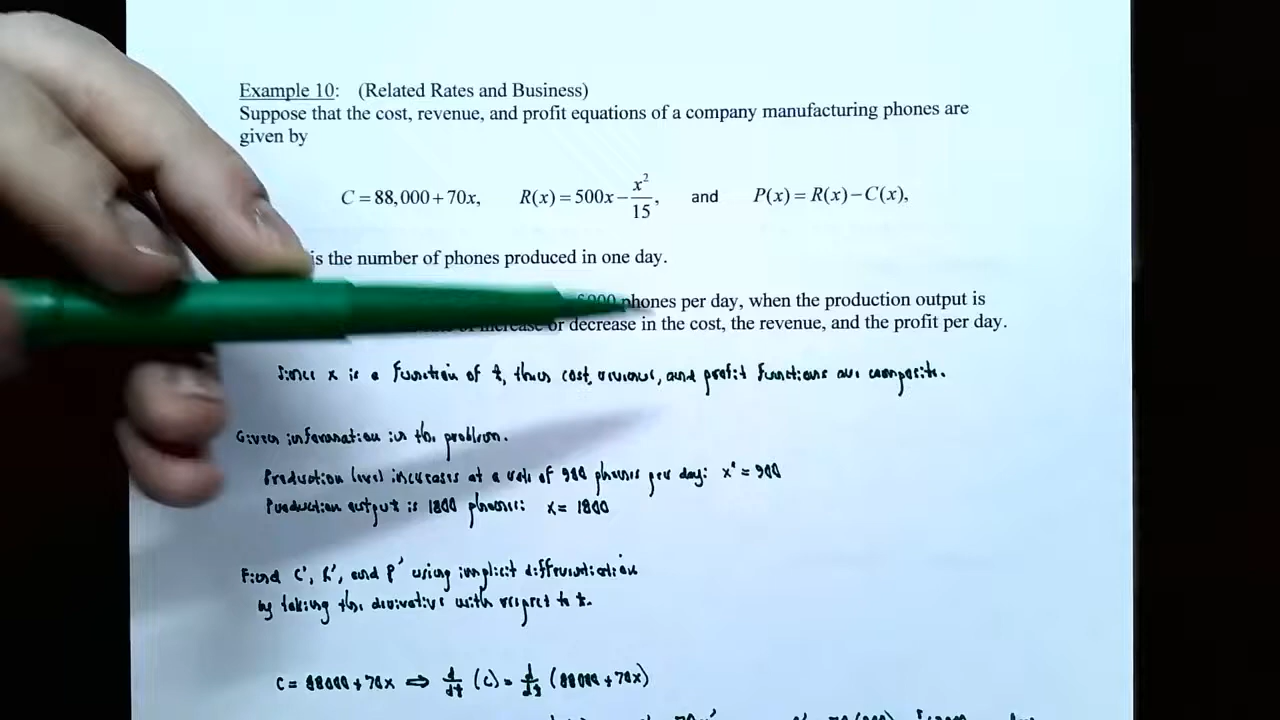 Example 10: (Related Rates and Business)
Suppose that the cost, revenue, and profit equations of a company manufacturing phones are
given by
C = 88,000 + 70x, R(x) = 500x − x²/15, and P(x) = R(x) − C(x),
is the number of phones produced in one day.
phones per day, when the production output is
or decrease in the cost, the revenue, and the profit per day.
Since x is a function of t, thus cost, revenue, and profit functions are composite.
Given information in the problem.
Production level increases at a rate of 900 phones per day: x' = 900
Production output is 1800 phones: x = 1800
Find C', R', and P' using implicit differentiation
by taking the derivative with respect to t.
C = 88000 + 70x ⇒ d/dt (C) = d/dt (88000 + 70x)